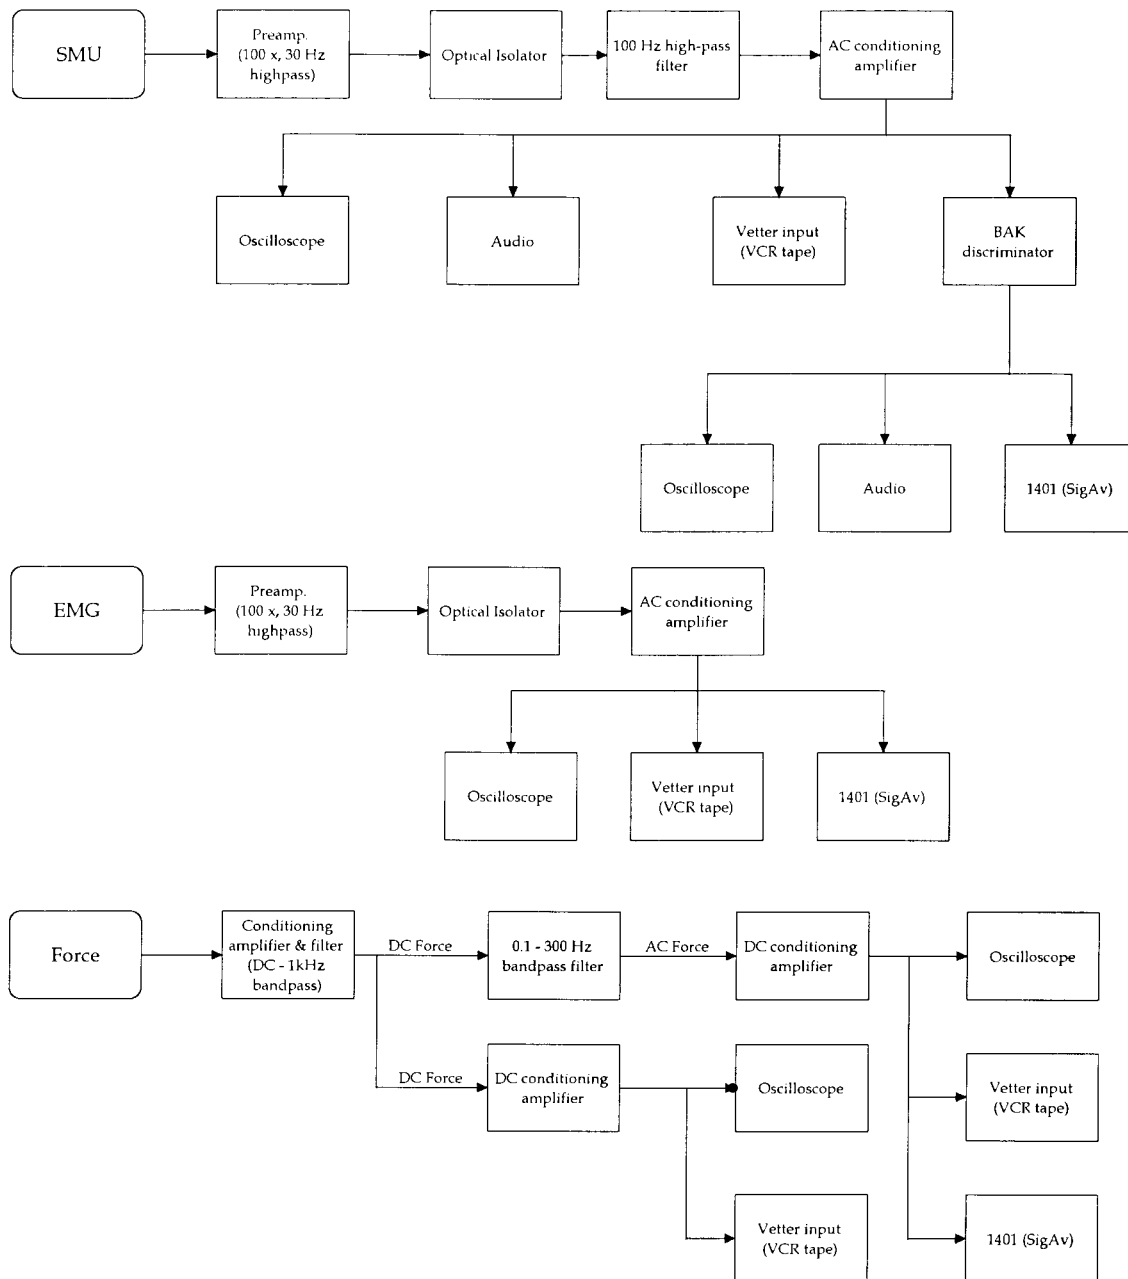 SMU
Preamp.
(100 x, 30 Hz
highpass)
Optical Isolator
100 Hz high-pass
filter
AC conditioning
amplifier
Oscilloscope
Audio
Vetter input
(VCR tape)
BAK
discriminator
Oscilloscope
Audio
1401 (SigAv)
EMG
Preamp.
(100 x, 30 Hz
highpass)
Optical Isolator
AC conditioning
amplifier
Oscilloscope
Vetter input
(VCR tape)
1401 (SigAv)
Force
Conditioning
amplifier & filter
(DC - 1kHz
bandpass)
DC Force
0.1 - 300 Hz
bandpass filter
AC Force
DC conditioning
amplifier
Oscilloscope
DC Force
DC conditioning
amplifier
Oscilloscope
Vetter input
(VCR tape)
Vetter input
(VCR tape)
1401 (SigAv)